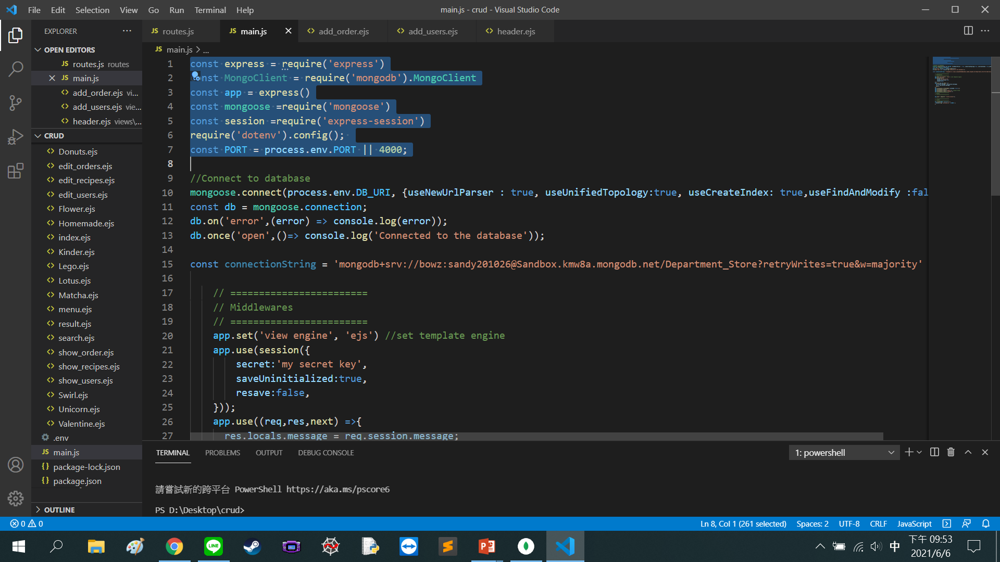 File Edit Selection View Go Run Terminal Help
main.js - crud - Visual Studio Code
EXPLORER
OPEN EDITORS
JS routes.js routes
JS main.js
add_order.ejs vi...
add_users.ejs vie...
header.ejs views\...
CRUD
Donuts.ejs
edit_orders.ejs
edit_recipes.ejs
edit_users.ejs
Flower.ejs
Homemade.ejs
index.ejs
Kinder.ejs
Lego.ejs
Lotus.ejs
Matcha.ejs
menu.ejs
result.ejs
search.ejs
show_order.ejs
show_recipes.ejs
show_users.ejs
Swirl.ejs
Unicorn.ejs
Valentine.ejs
.env
JS main.js
{} package-lock.json
{} package.json
OUTLINE
JS routes.js
JS main.js
<> add_order.ejs
<> add_users.ejs
<> header.ejs
JS main.js > ...
1 const express = require('express')
2 const MongoClient = require('mongodb').MongoClient
3 const app = express()
4 const mongoose =require('mongoose')
5 const session =require('express-session')
6 require('dotenv').config();
7 const PORT = process.env.PORT || 4000;
8
9 //Connect to database
10 mongoose.connect(process.env.DB_URI, {useNewUrlParser : true, useUnifiedTopology:true, useCreateIndex: true,useFindAndModify :fal
11 const db = mongoose.connection;
12 db.on('error',(error) => console.log(error));
13 db.once('open',()=> console.log('Connected to the database'));
14
15 const connectionString = 'mongodb+srv://bowz:sandy201026@Sandbox.kmw8a.mongodb.net/Department_Store?retryWrites=true&w=majority'
16
17 // ========================
18 // Middlewares
19 // ========================
20 app.set('view engine', 'ejs') //set template engine
21 app.use(session({
22 secret:'my secret key',
23 saveUninitialized:true,
24 resave:false,
25 }));
26 app.use((req,res,next) =>{
27 res.locals.message = req.session.message;
TERMINAL PROBLEMS OUTPUT DEBUG CONSOLE
1: powershell
請嘗試新的跨平台 PowerShell https://aka.ms/pscore6
PS D:\Desktop\crud>
0 0
Ln 8, Col 1 (261 selected) Spaces: 2 UTF-8 CRLF JavaScript
LINE
中
下午 09:53
2021/6/6